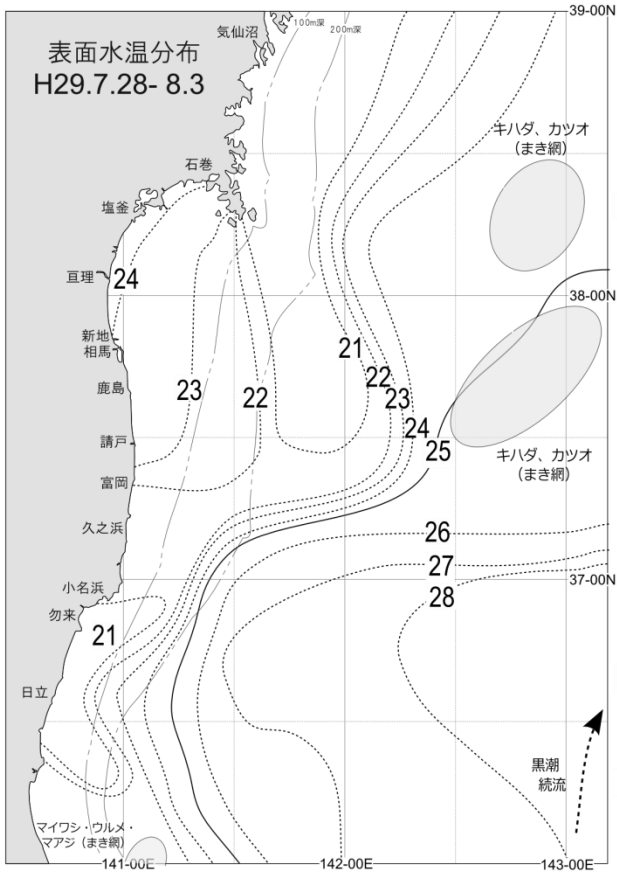 39-00N
気仙沼
100m深
200m深
表面水温分布
H29.7.28- 8.3
キハダ、カツオ
（まき網）
石巻
塩釜
亘理
24
38-00N
新地
相馬
21
鹿島
23
22
22
23
24
25
請戸
キハダ、カツオ
（まき網）
富岡
久之浜
26
27
37-00N
小名浜
28
勿来
21
日立
黒潮
続流
マイワシ・ウルメ・
マアジ（まき網）
141-00E
142-00E
143-00E